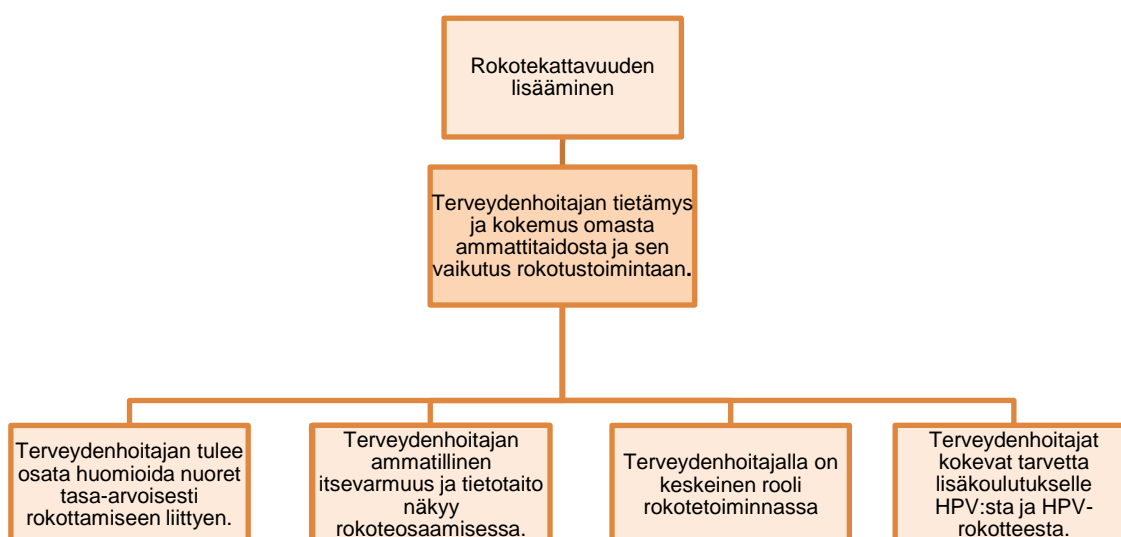 Rokotekattavuuden
lisääminen
Terveydenhoitajan tietämys
ja kokemus omasta
ammattitaidosta ja sen
vaikutus rokotustoimintaan.
Terveydenhoitajan tulee
osata huomioida nuoret
tasa-arvoisesti
rokottamiseen liittyen.
Terveydenhoitajan
ammatillinen
itsevarmuus ja tietotaito
näkyy
rokoteosaamisessa.
Terveydenhoitajalla on
keskeinen rooli
rokotetoiminnassa
Terveydenhoitajat
kokevat tarvetta
lisäkoulutukselle
HPV:sta ja HPV-
rokotteesta.